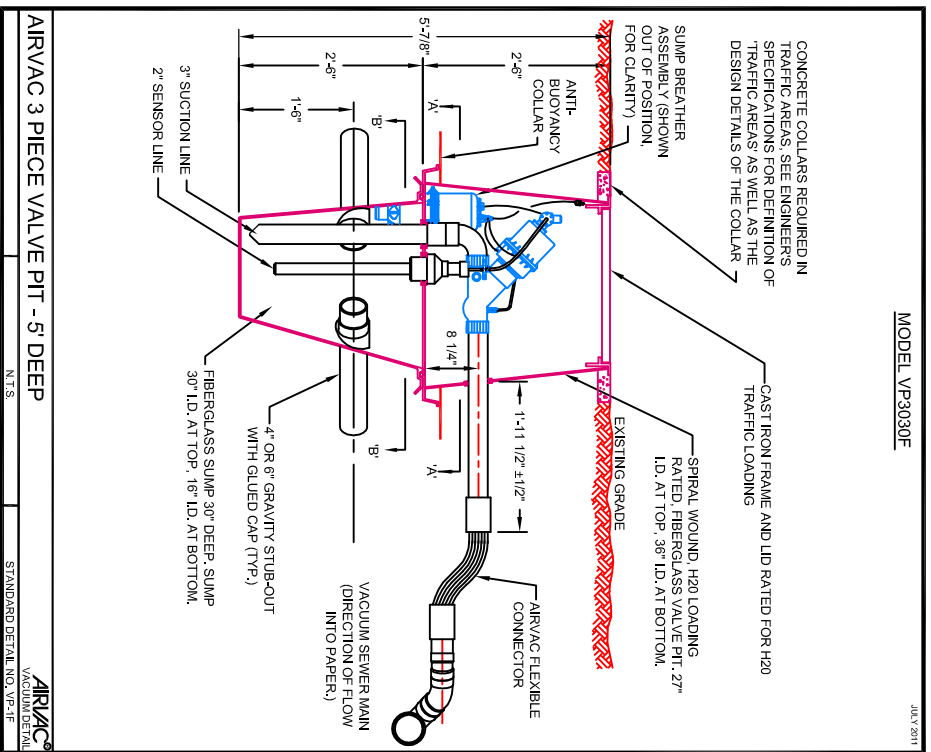 MODEL VP3030F
JULY 2011
CONCRETE COLLARS REQUIRED IN
TRAFFIC AREAS, SEE ENGINEER'S
SPECIFICATIONS FOR DEFINITION OF
'TRAFFIC AREAS' AS WELL AS THE
DESIGN DETAILS OF THE COLLAR
CAST IRON FRAME AND LID RATED FOR H20
TRAFFIC LOADING
SPIRAL WOUND, H20 LOADING
RATED, FIBERGLASS VALVE PIT. 27"
I.D. AT TOP, 36" I.D. AT BOTTOM.
EXISTING GRADE
SUMP BREATHER
ASSEMBLY (SHOWN
OUT OF POSITION,
FOR CLARITY)
ANTI-
BUOYANCY
COLLAR
5'-7/8"
2'-6"
2'-6"
1'-6"
'A'
'A'
'B'
'B'
8 1/4"
1'-11 1/2" ±1/2"
AIRVAC FLEXIBLE
CONNECTOR
VACUUM SEWER MAIN
(DIRECTION OF FLOW
INTO PAPER.)
4" OR 6" GRAVITY STUB-OUT
WITH GLUED CAP (TYP.)
3" SUCTION LINE
2" SENSOR LINE
FIBERGLASS SUMP 30" DEEP. SUMP
30" I.D. AT TOP, 16" I.D. AT BOTTOM.
AIRVAC 3 PIECE VALVE PIT - 5' DEEP
N.T.S.
AIRVAC®
VACUUM DETAIL
STANDARD DETAIL NO. VP-1F